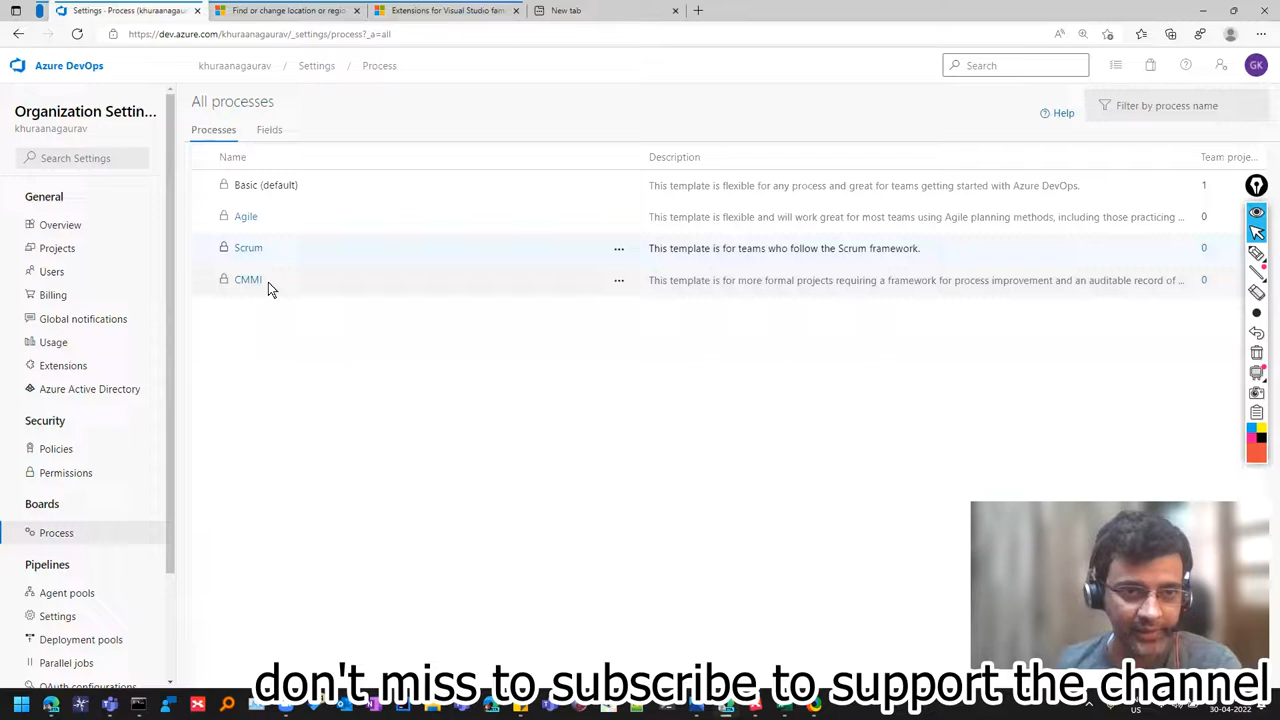 Settings - Process (khuraanagaur
Find or change location or regio
Extensions for Visual Studio fam
New tab
https://dev.azure.com/khuraanagaurav/_settings/process?_a=all
Azure DevOps
khuraanagaurav / Settings / Process
Search
GK
Organization Settin...
khuraanagaurav
Search Settings
General
Overview
Projects
Users
Billing
Global notifications
Usage
Extensions
Azure Active Directory
Security
Policies
Permissions
Boards
Process
Pipelines
Agent pools
Settings
Deployment pools
Parallel jobs
OAuth configurations
All processes
Help
Filter by process name
Processes
Fields
Name
Description
Team proje...
Basic (default)
This template is flexible for any process and great for teams getting started with Azure DevOps.
1
Agile
This template is flexible and will work great for most teams using Agile planning methods, including those practicing ...
0
Scrum
This template is for teams who follow the Scrum framework.
0
CMMI
This template is for more formal projects requiring a framework for process improvement and an auditable record of ...
0
don't miss to subscribe to support the channel
US
30-04-2022